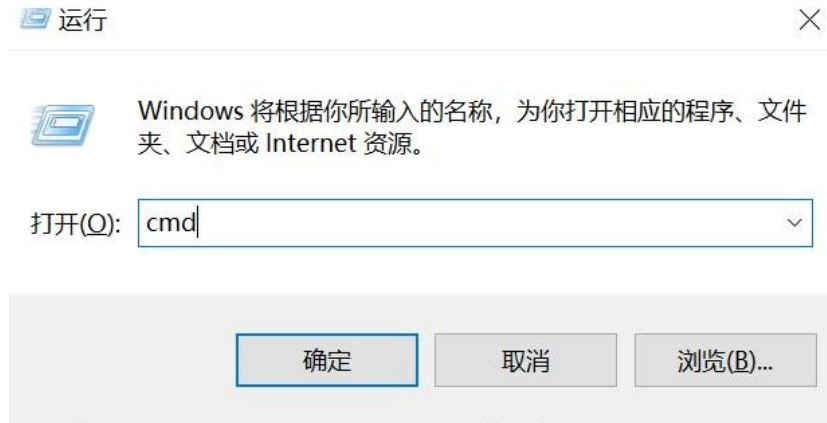 运行
Windows 将根据你所输入的名称，为你打开相应的程序、文件
夹、文档或 Internet 资源。
打开(O): cmd
确定 取消 浏览(B)...